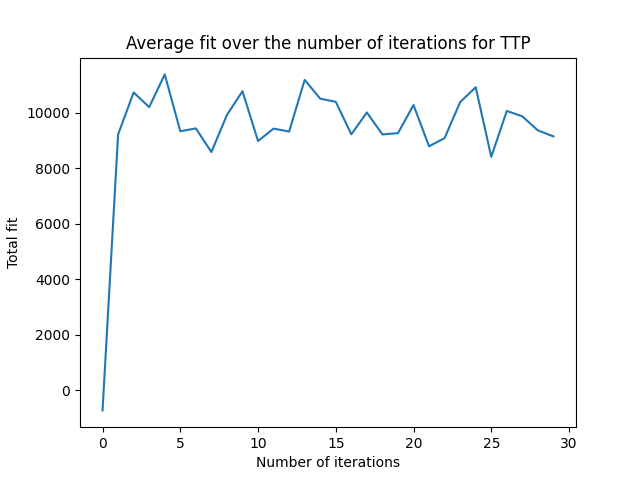 Average fit over the number of iterations for TTP
10000
8000
6000
4000
2000
0
Total fit
0 5 10 15 20 25 30
Number of iterations